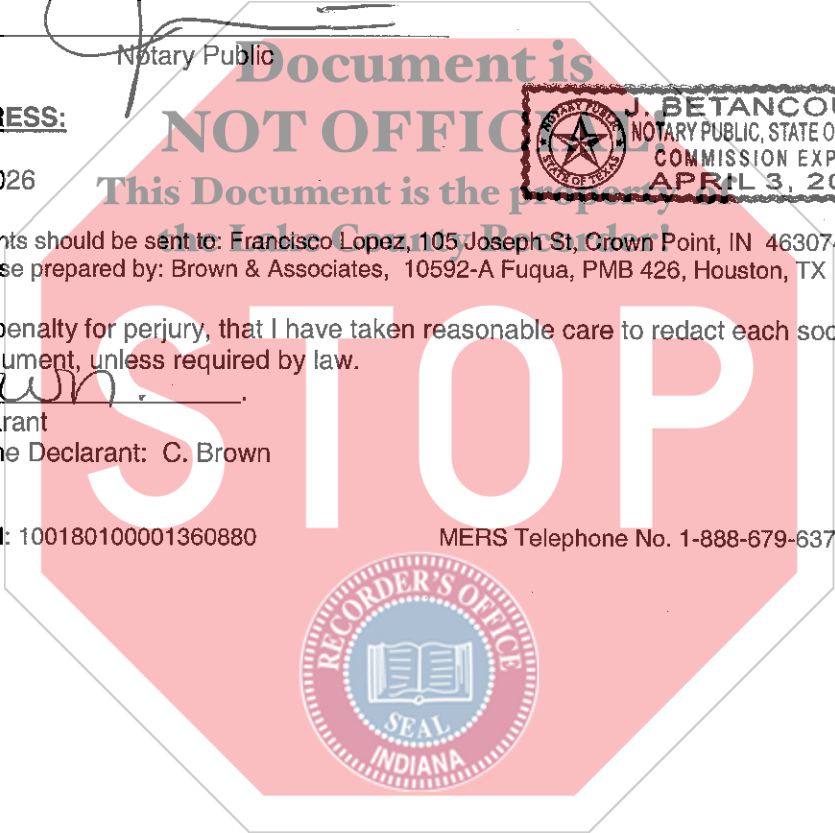 Notary Public
Document is
NOT OFFICIAL!
This Document is the property of
the Lake County Recorder!
RESS:
026
J. BETANCOU
NOTARY PUBLIC, STATE O
COMMISSION EXP
APRIL 3, 20
NOTARY PUBLIC
STATE OF TEXAS
nts should be sent to: Francisco Lopez, 105 Joseph St, Crown Point, IN 46307
se prepared by: Brown & Associates, 10592-A Fuqua, PMB 426, Houston, TX
penalty for perjury, that I have taken reasonable care to redact each soc
ument, unless required by law.
rant
e Declarant: C. Brown
STOP
: 100180100001360880 MERS Telephone No. 1-888-679-637
RECORDER'S OFFICE
SEAL
INDIANA